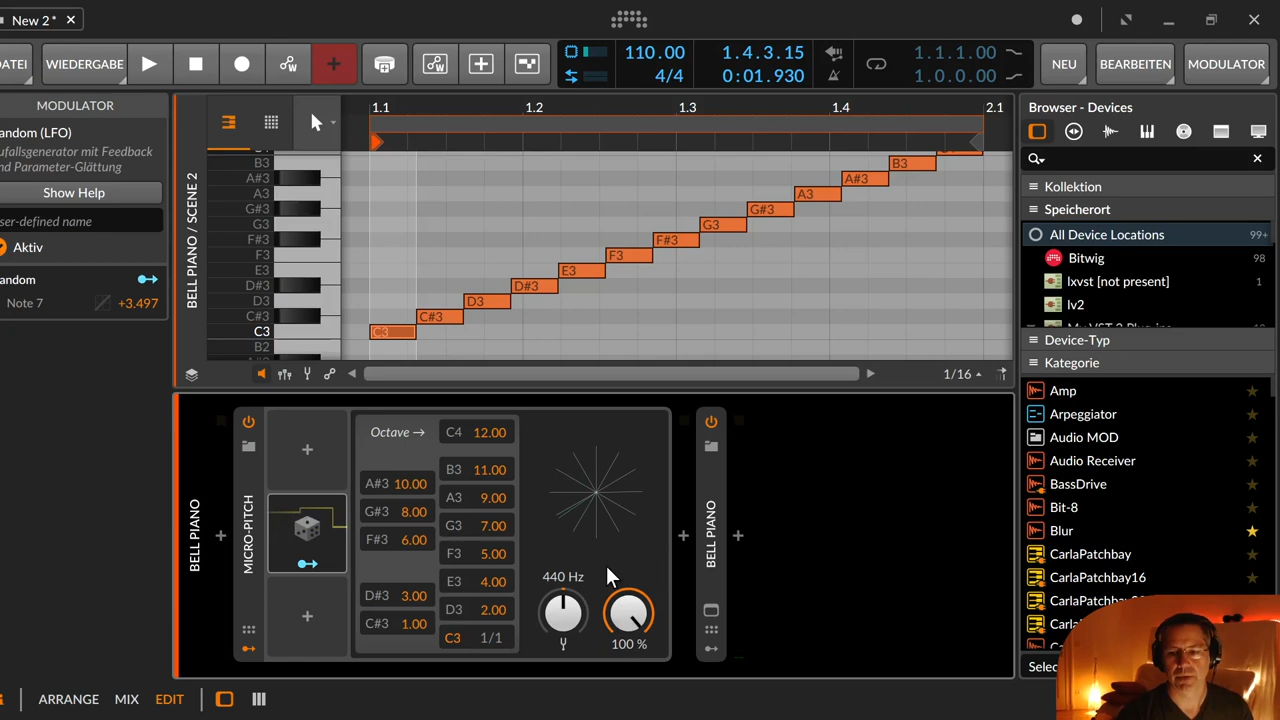 New 2*
DATEI
WIEDERGABE
110.00
4/4
1.4.3.15
0:01.930
1.1.1.00
1.0.0.00
NEU
BEARBEITEN
MODULATOR
MODULATOR
andom (LFO)
ufallsgenerator mit Feedback
nd Parameter-Glättung
Show Help
ser-defined name
Aktiv
andom
Note 7
+3.497
BELL PIANO / SCENE 2
1.1
1.2
1.3
1.4
2.1
B3
A#3
A3
G#3
G3
F#3
F3
E3
D#3
D3
C#3
C3
B2
C3
C#3
D3
D#3
E3
F3
F#3
G3
G#3
A3
A#3
B3
1/16
BELL PIANO
MICRO-PITCH
Octave →
C4 12.00
B3 11.00
A#3 10.00
A3 9.00
G#3 8.00
G3 7.00
F#3 6.00
F3 5.00
E3 4.00
D#3 3.00
D3 2.00
C#3 1.00
C3 1/1
440 Hz
100 %
BELL PIANO
Browser - Devices
Kollektion
Speicherort
All Device Locations 99+
Bitwig 98
lxvst [not present] 1
lv2
My VST 2 Plug-ins
Device-Typ
Kategorie
Amp
Arpeggiator
Audio MOD
Audio Receiver
BassDrive
Bit-8
Blur
CarlaPatchbay
CarlaPatchbay16
ARRANGE
MIX
EDIT